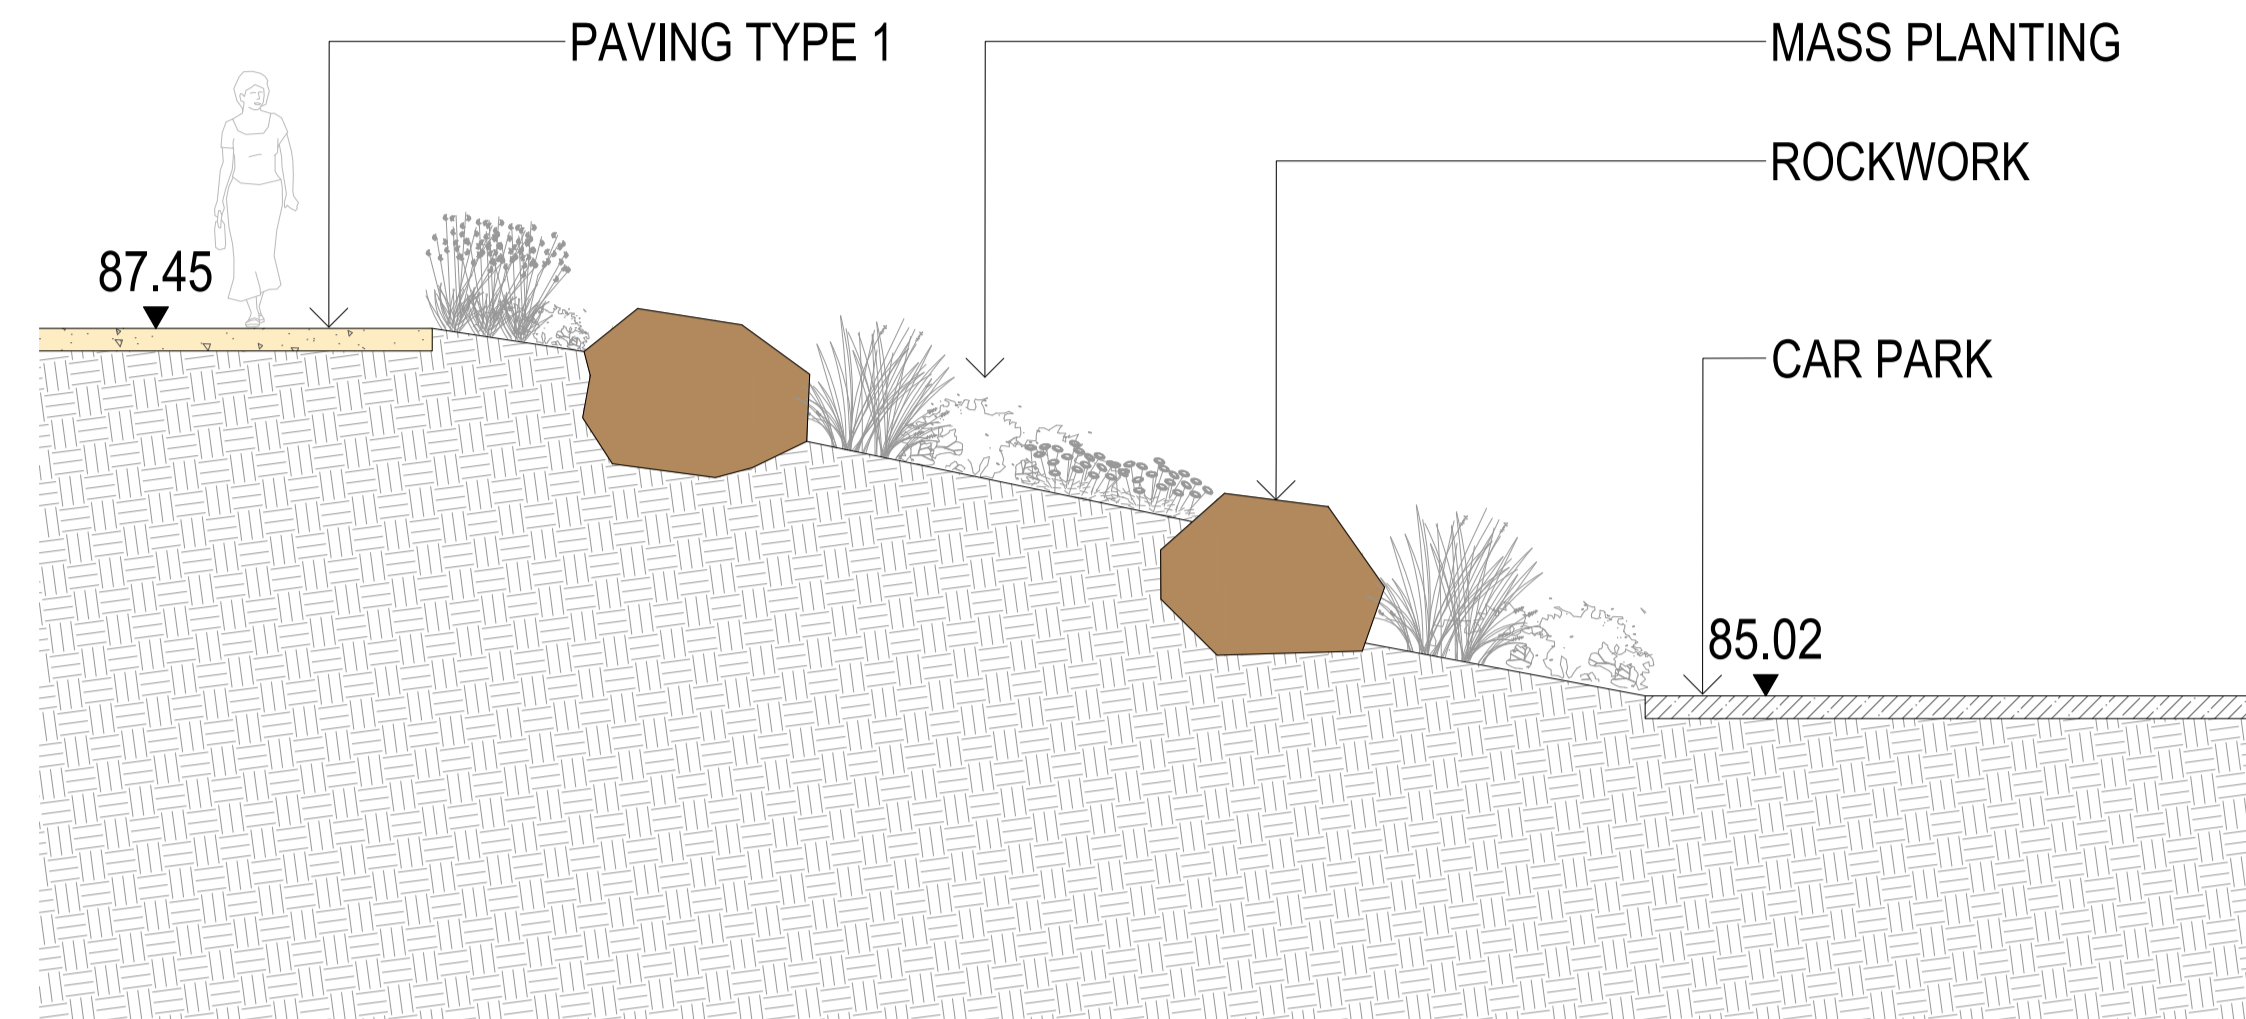 PAVING TYPE 1
MASS PLANTING
ROCKWORK
87.45
CAR PARK
85.02